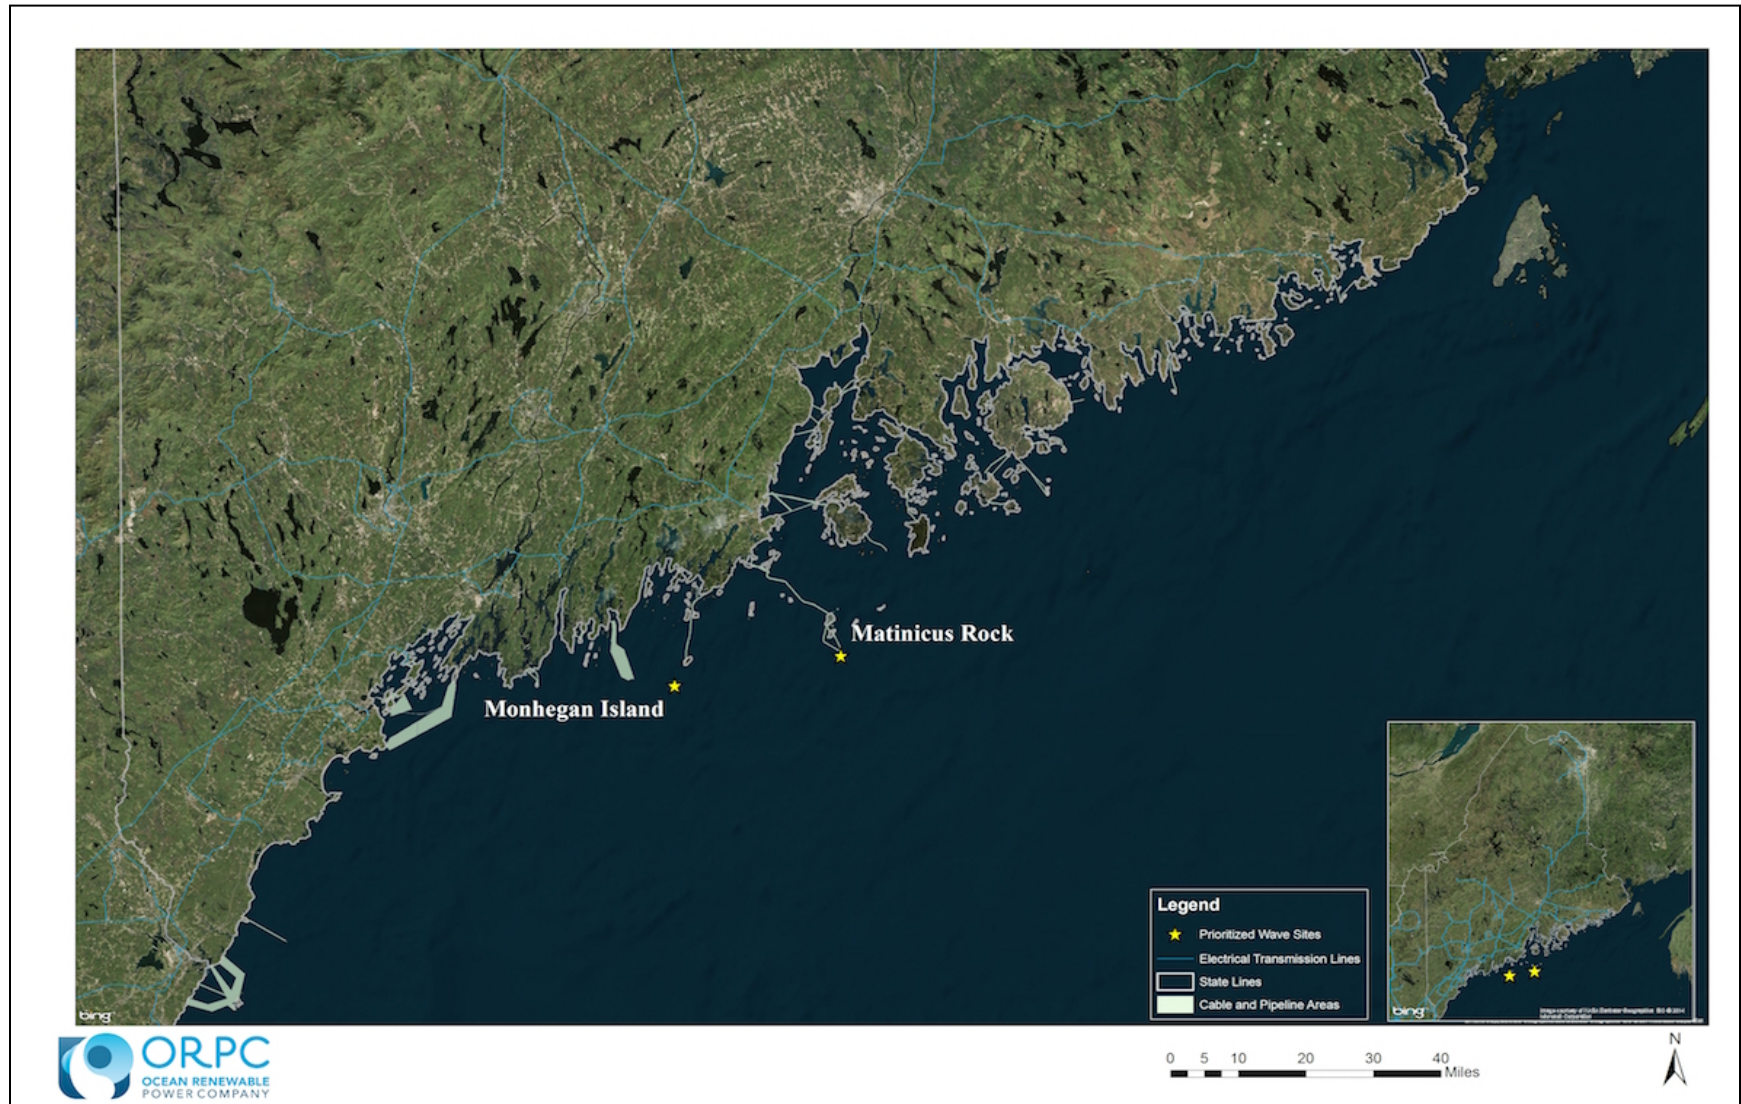 Matinicus Rock
Monhegan Island
Legend
Prioritized Wave Sites
Electrical Transmission Lines
State Lines
Cable and Pipeline Areas
bing
bing
ORPC
OCEAN RENEWABLE
POWER COMPANY
0 5 10 20 30 40
Miles
N